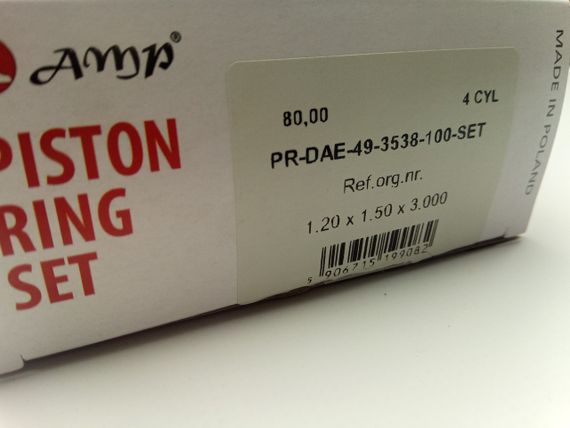 AMP®
PISTON
RING
SET
80,00
4 CYL
PR-DAE-49-3538-100-SET
Ref.org.nr.
1.20 x 1.50 x 3.000
5 906715 199082
MADE IN POLAND